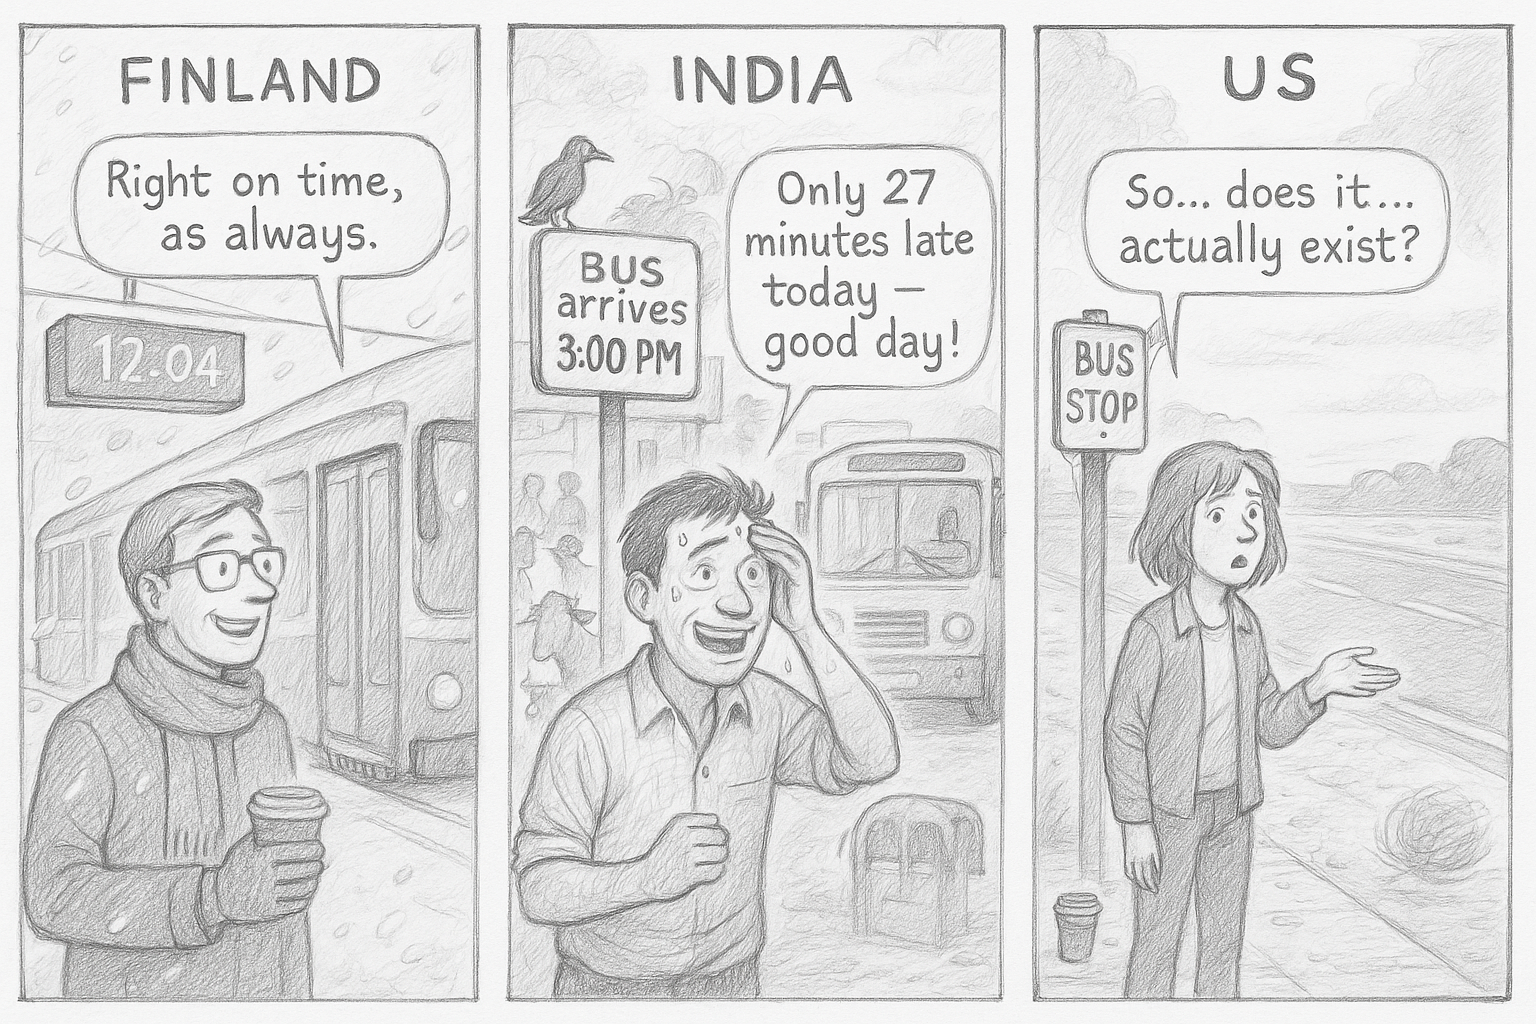 FINLAND
Right on time,
as always.
12.04
INDIA
BUS
arrives
3:00 PM
Only 27
minutes late
today —
good day!
US
So... does it....
actually exist?
BUS
STOP